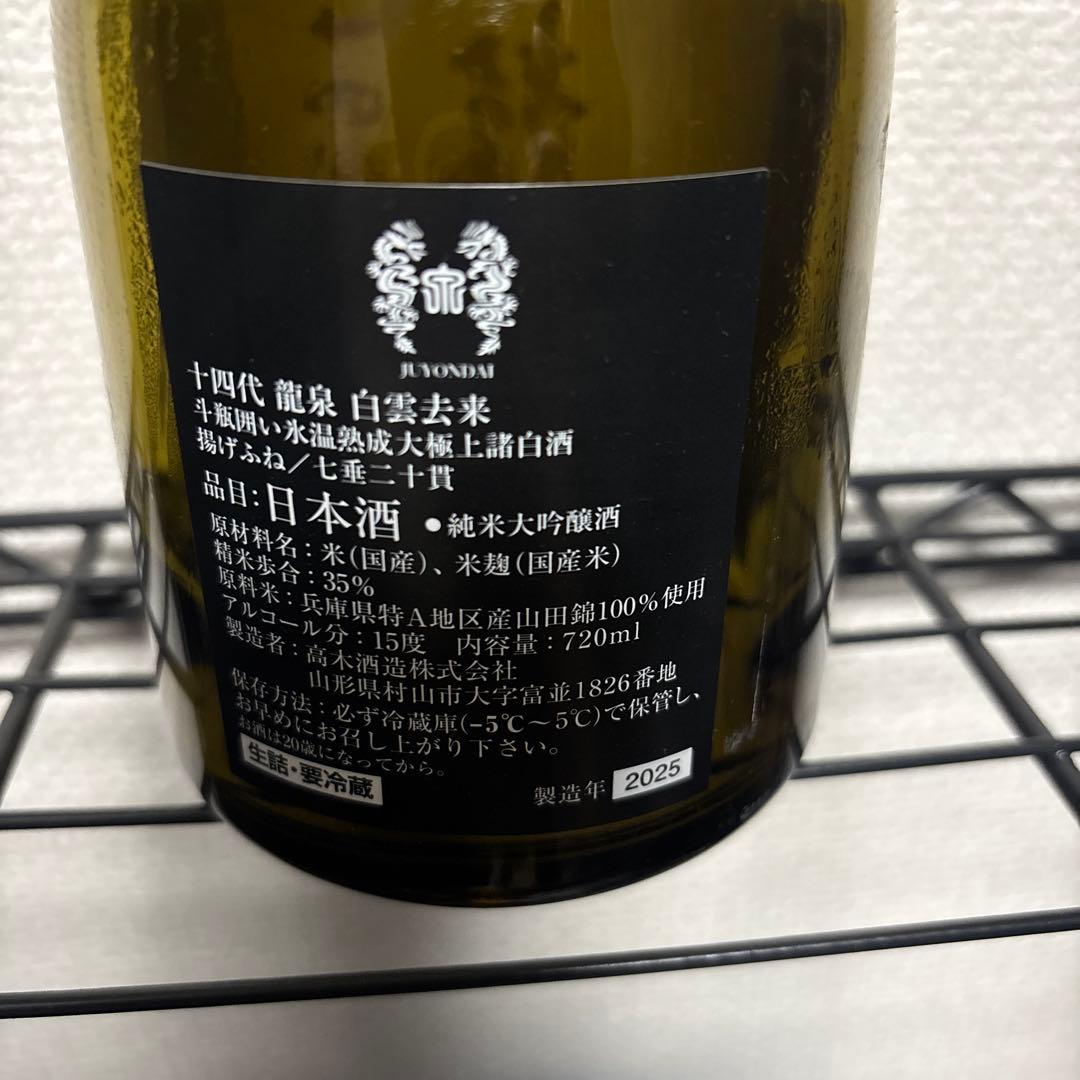 JUYONDAI
十四代 龍泉 白雲去来
斗瓶囲い氷温熟成大極上諸白酒
揚げふね/七垂二十貫
品目:日本酒 ●純米大吟醸酒
原材料名:米(国産)、米麹(国産米)
精米歩合:35%
原料米:兵庫県特A地区産山田錦100%使用
アルコール分:15度 内容量:720ml
製造者:高木酒造株式会社
山形県村山市大字富並1826番地
保存方法:必ず冷蔵庫(-5℃～5℃)で保管し、
お早めにお召し上がり下さい。
お酒は20歳になってから。
生詰・要冷蔵
製造年 2025